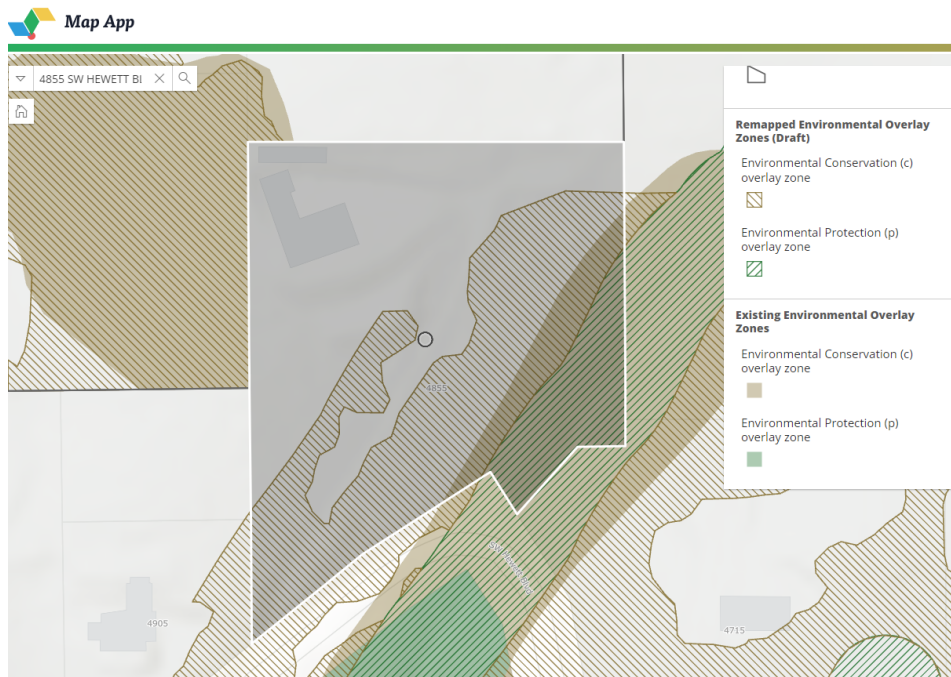 Map App
4855 SW HEWETT BL
Remapped Environmental Overlay
Zones (Draft)
Environmental Conservation (c)
overlay zone
Environmental Protection (p)
overlay zone
Existing Environmental Overlay
Zones
Environmental Conservation (c)
overlay zone
Environmental Protection (p)
overlay zone
4855
4905
4715